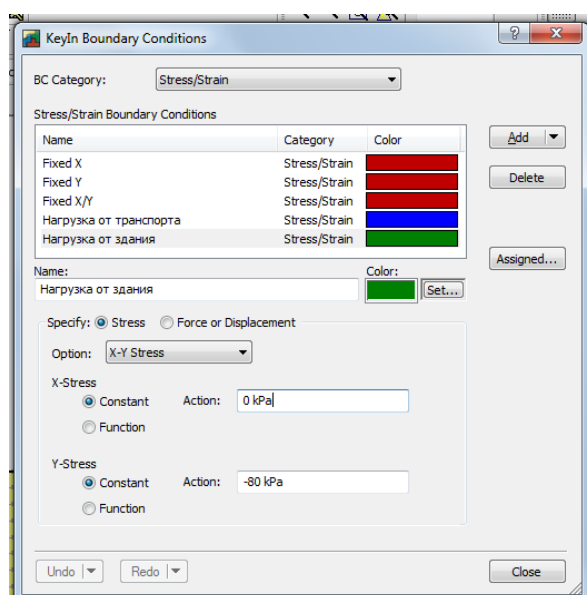 KeyIn Boundary Conditions
?
BC Category: Stress/Strain
Stress/Strain Boundary Conditions
Name Category Color
Fixed X Stress/Strain
Fixed Y Stress/Strain
Fixed X/Y Stress/Strain
Нагрузка от транспорта Stress/Strain
Нагрузка от здания Stress/Strain
Add
Delete
Assigned...
Name: Color:
Нагрузка от здания Set...
Specify: Stress Force or Displacement
Option: X-Y Stress
X-Stress
Constant Action: 0 kPa
Function
Y-Stress
Constant Action: -80 kPa
Function
Undo Redo Close